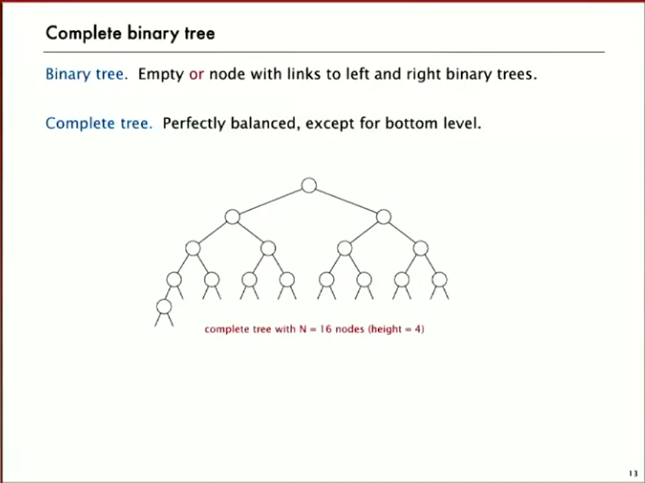 Complete binary tree
Binary tree. Empty or node with links to left and right binary trees.
Complete tree. Perfectly balanced, except for bottom level.
complete tree with N = 16 nodes (height = 4)
13